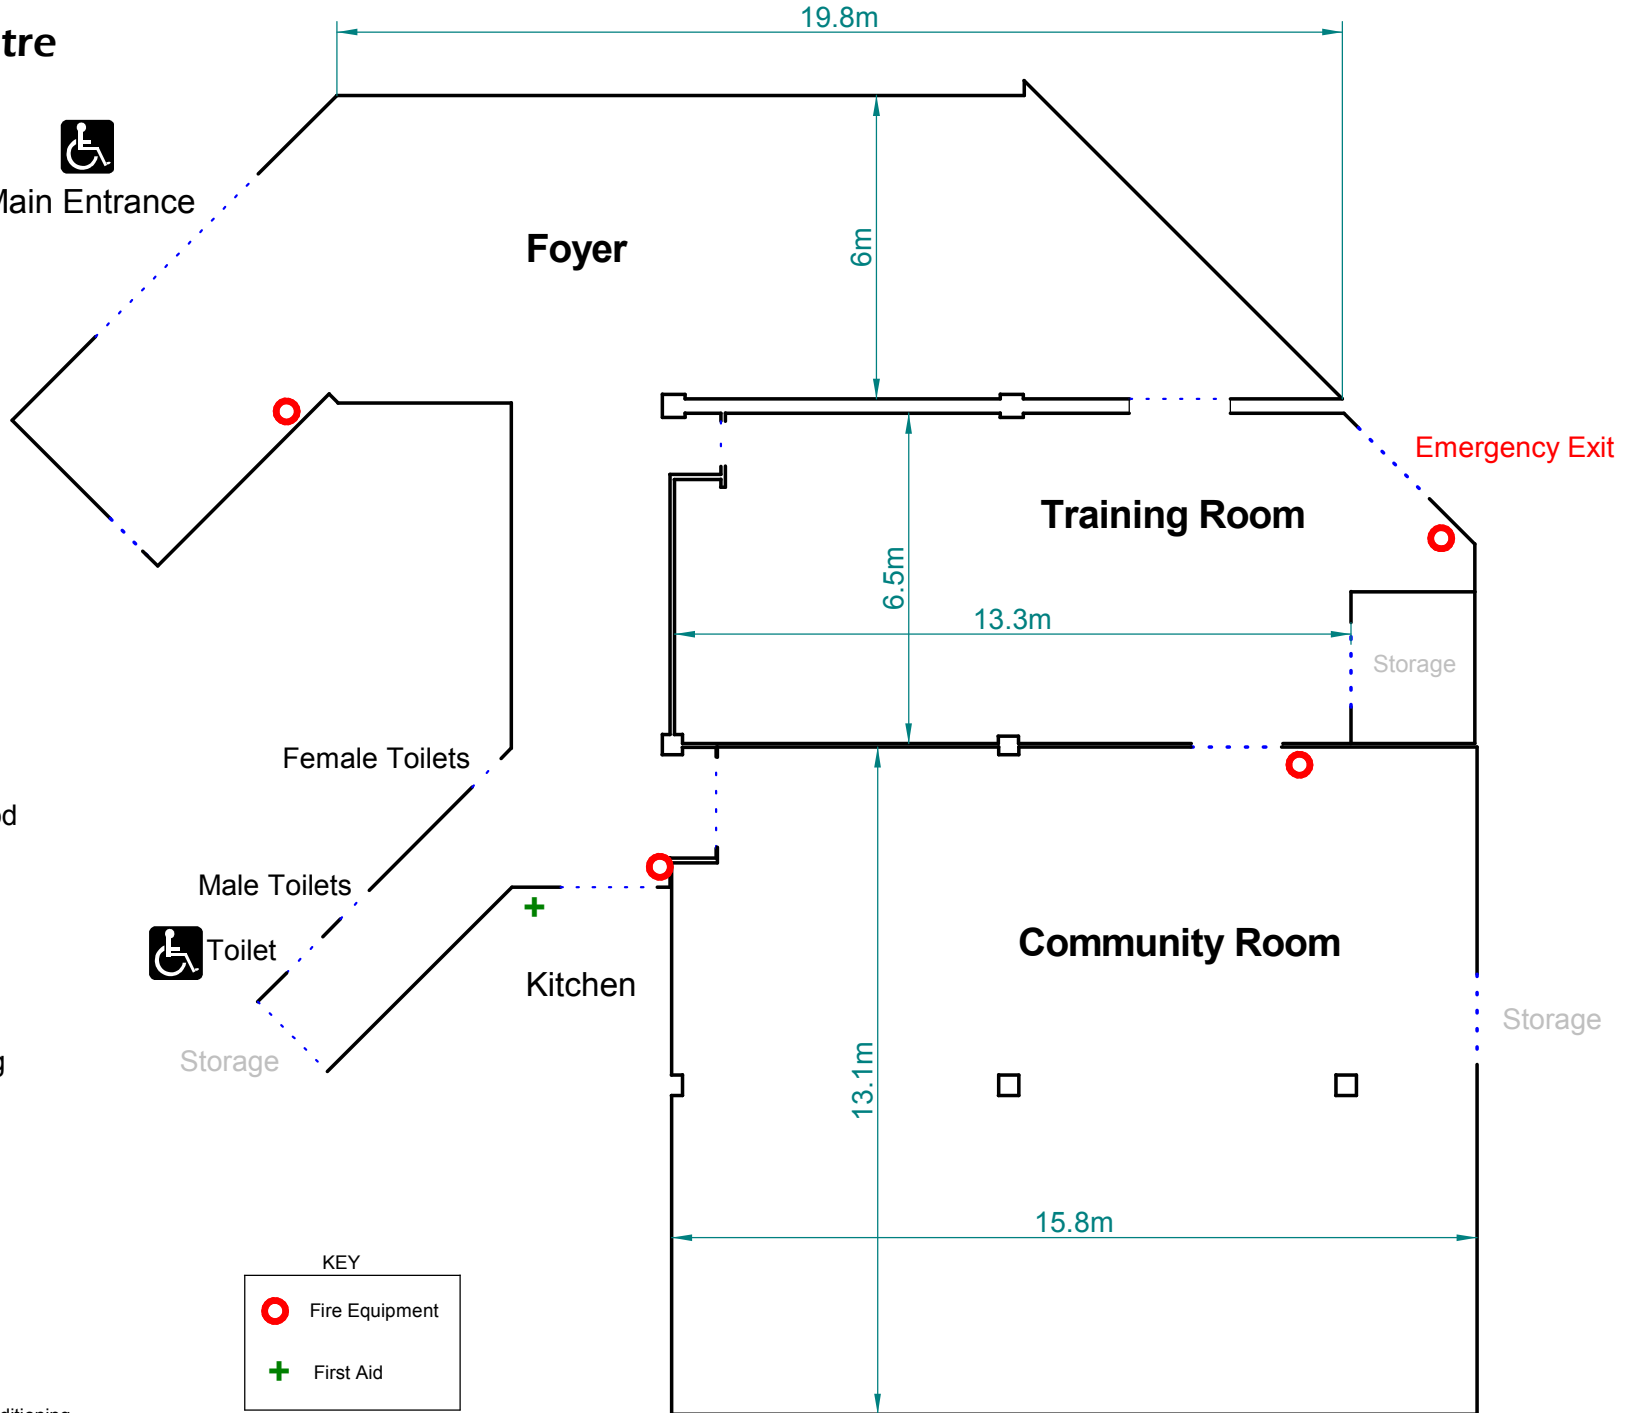 tre
19.8m
Main Entrance
Foyer
6m
Emergency Exit
Training Room
6.5m
13.3m
Storage
Female Toilets
Male Toilets
Toilet
Kitchen
Community Room
Storage
Storage
13.1m
15.8m
KEY
Fire Equipment
First Aid